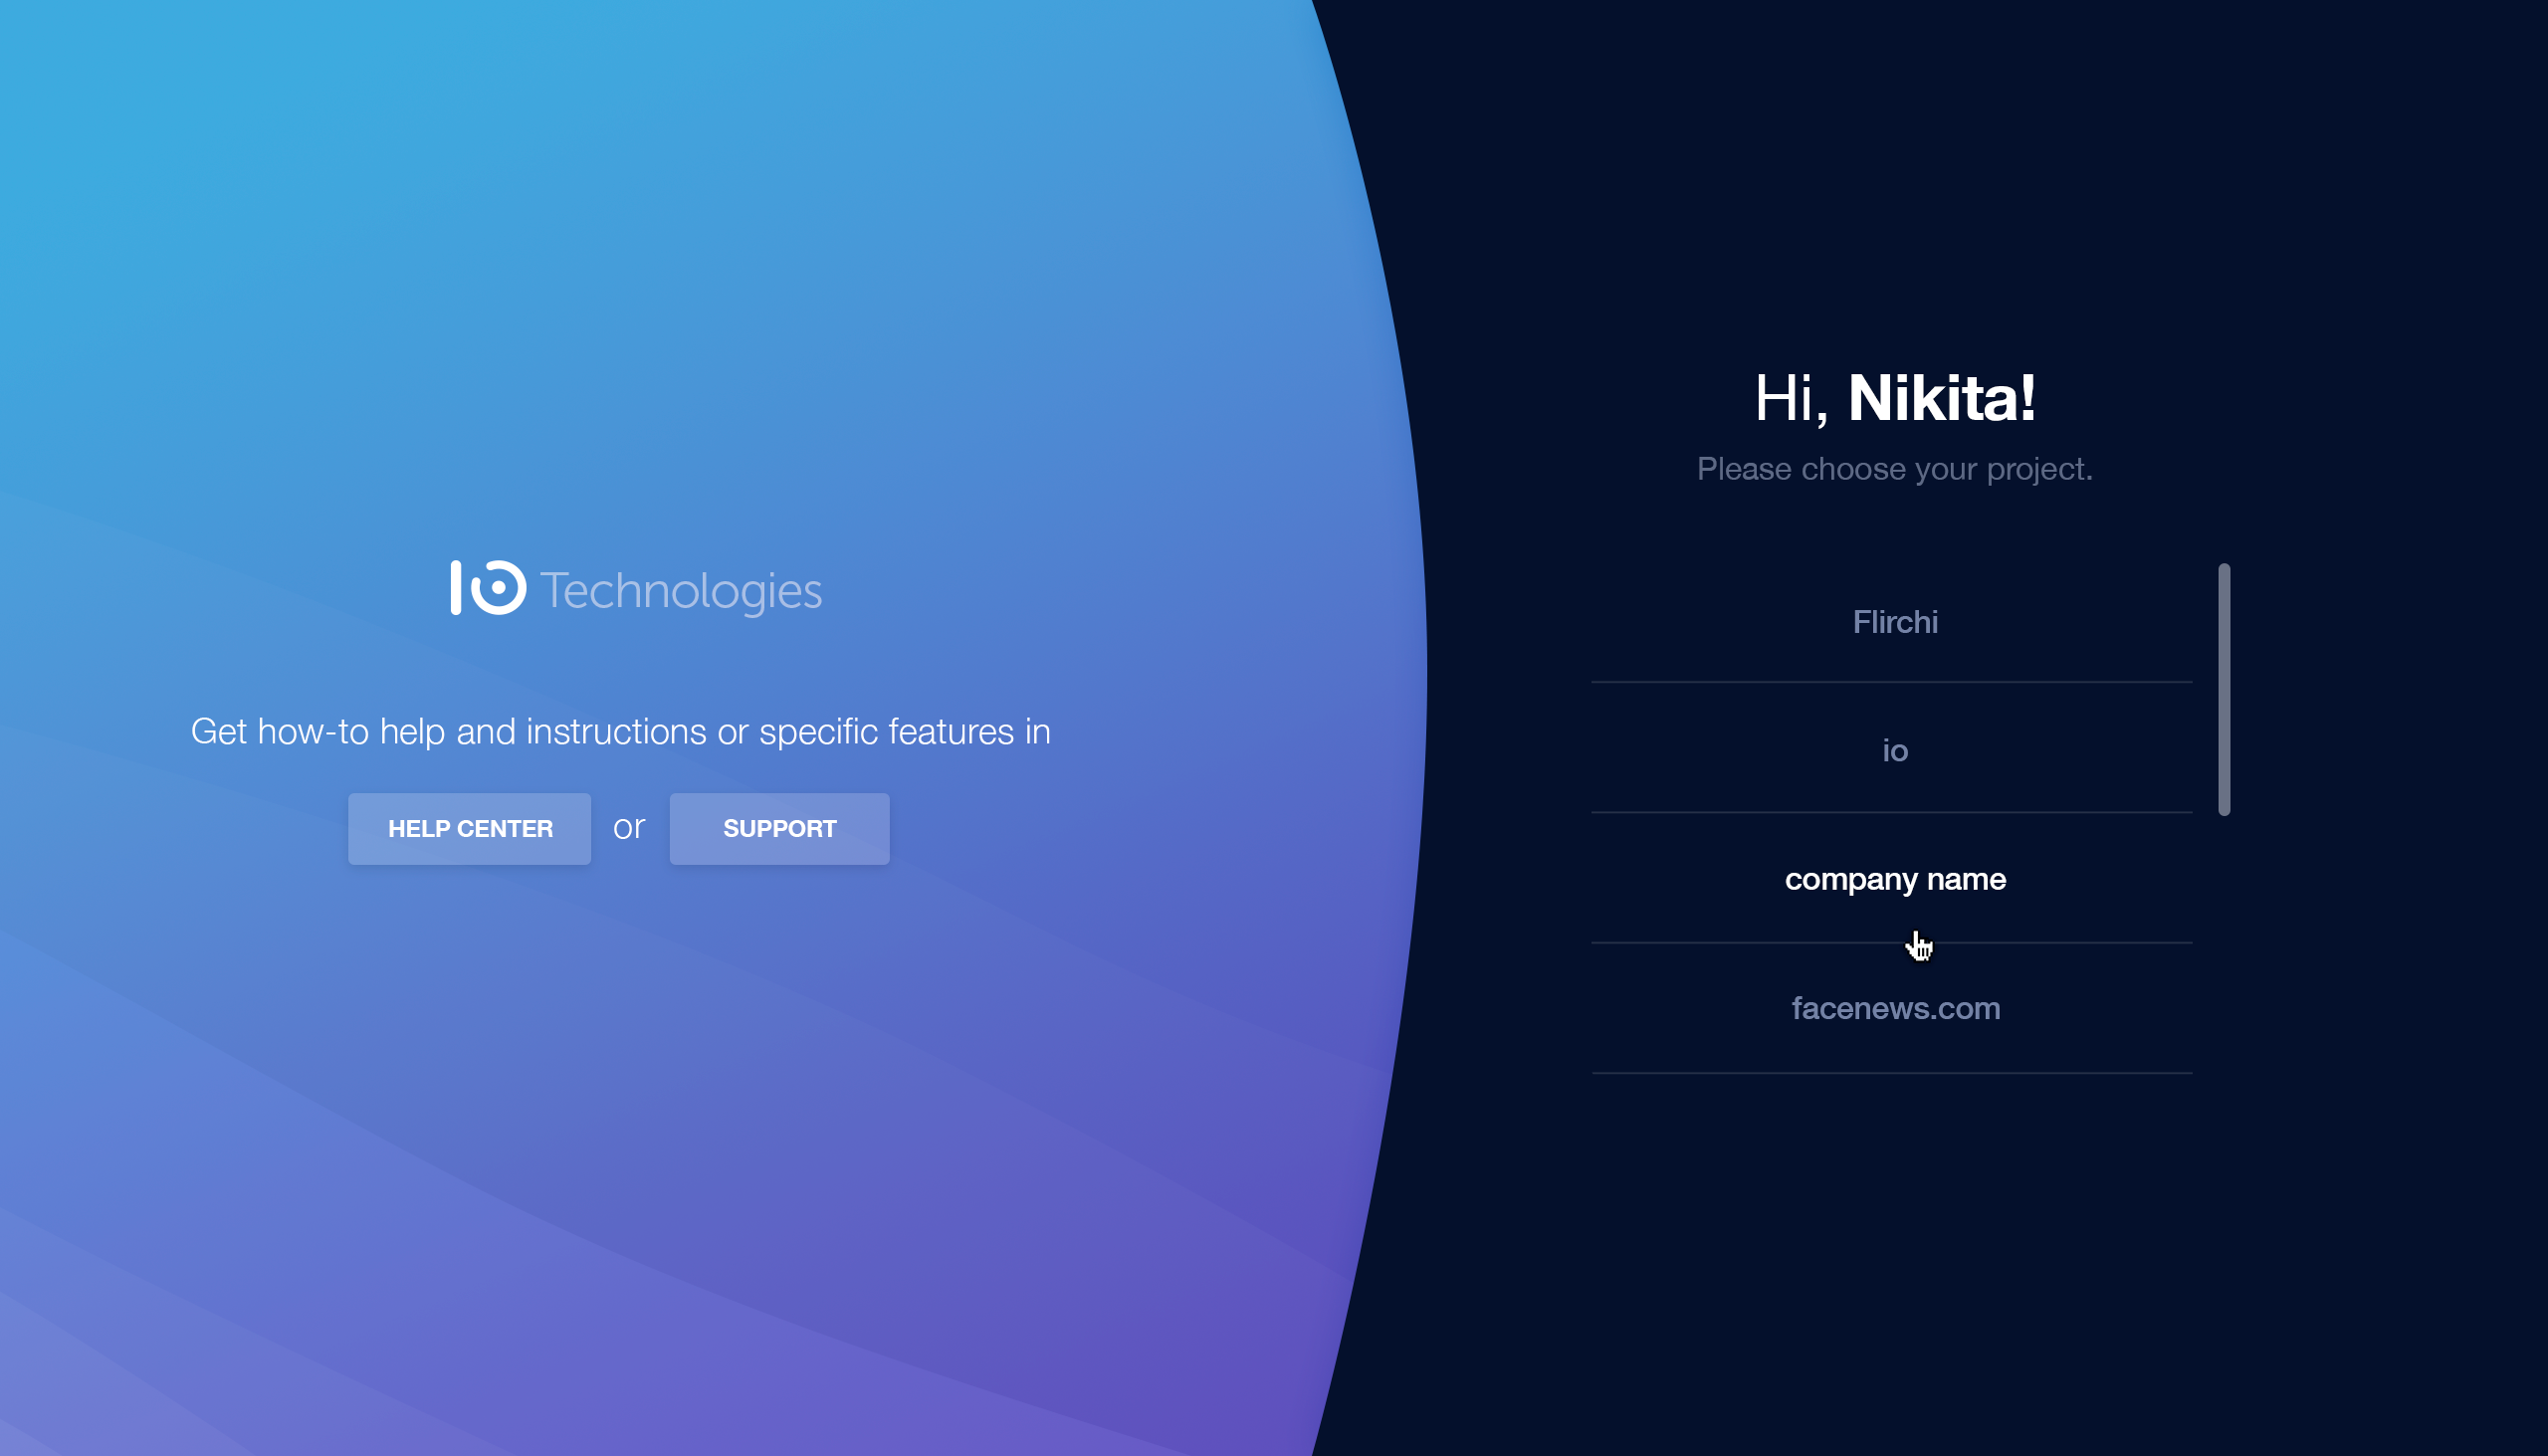 IO Technologies
Get how-to help and instructions or specific features in
HELP CENTER or SUPPORT
Hi, Nikita!
Please choose your project.
Flirchi
io
company name
facenews.com